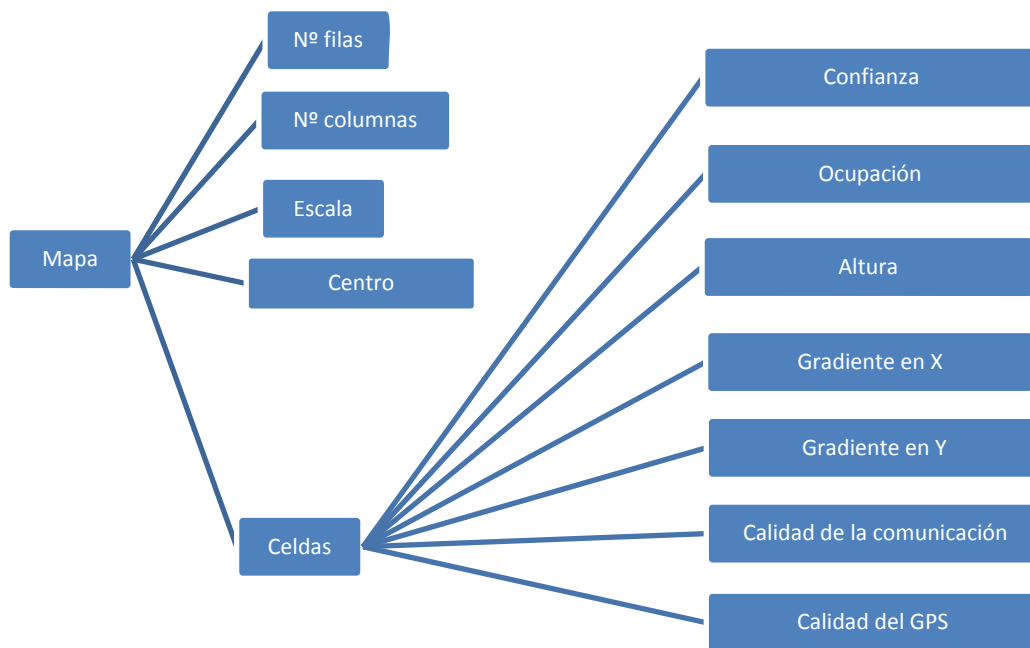 Mapa
Nº filas
Nº columnas
Escala
Centro
Celdas
Confianza
Ocupación
Altura
Gradiente en X
Gradiente en Y
Calidad de la comunicación
Calidad del GPS